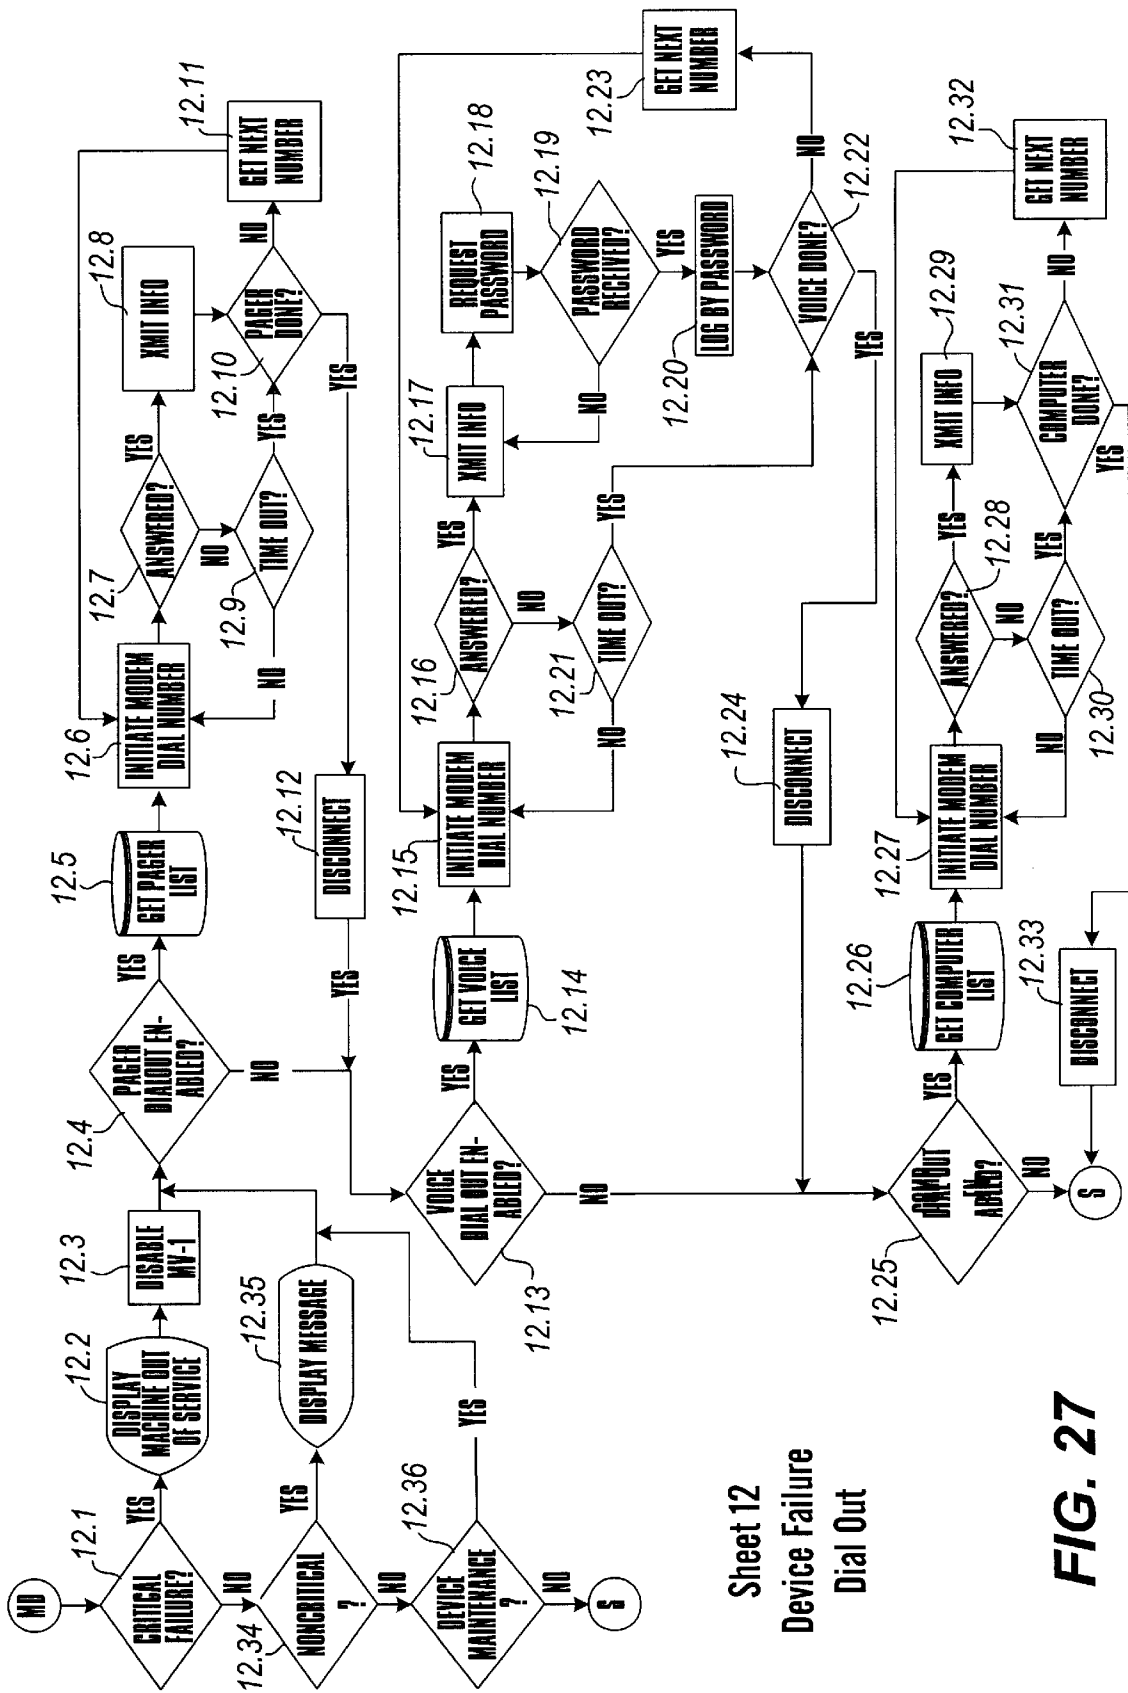 MD
12.1
CRITICAL
FAILURE?
YES
NO
12.2
DISPLAY
MACHINE OUT
OF SERVICE
12.3
DISABLE
MV-1
12.4
PAGER
DIALOUT EN-
ABLED?
YES
NO
12.5
GET PAGER
LIST
12.6
INITIATE MODEM
DIAL NUMBER
12.7
ANSWERED?
YES
NO
12.8
XMIT INFO
12.9
TIME OUT?
YES
NO
12.10
PAGER
DONE?
NO
YES
12.11
GET NEXT
NUMBER
12.12
DISCONNECT
YES
12.34
NONCRITICAL
?
YES
NO
12.35
DISPLAY MESSAGE
12.36
DEVICE
MAINTENANCE
?
YES
NO
S
12.13
VOICE
DIAL OUT EN-
ABLED?
YES
NO
12.14
GET VOICE
LIST
12.15
INITIATE MODEM
DIAL NUMBER
12.16
ANSWERED?
YES
NO
12.17
XMIT INFO
12.18
REQUEST
PASSWORD
12.19
PASSWORD
RECEIVED?
NO
YES
12.20
LOG BY PASSWORD
12.21
TIME OUT?
YES
NO
12.22
VOICE DONE?
NO
YES
12.23
GET NEXT
NUMBER
12.24
DISCONNECT
12.25
ABLED?
YES
NO
S
12.26
GET COMPUTER
LIST
12.27
INITIATE MODEM
DIAL NUMBER
12.28
ANSWERED?
YES
NO
12.29
XMIT INFO
12.30
TIME OUT?
YES
NO
12.31
COMPUTER
DONE?
NO
YES
12.32
GET NEXT
NUMBER
12.33
DISCONNECT
Sheet 12
Device Failure
Dial Out
FIG. 27